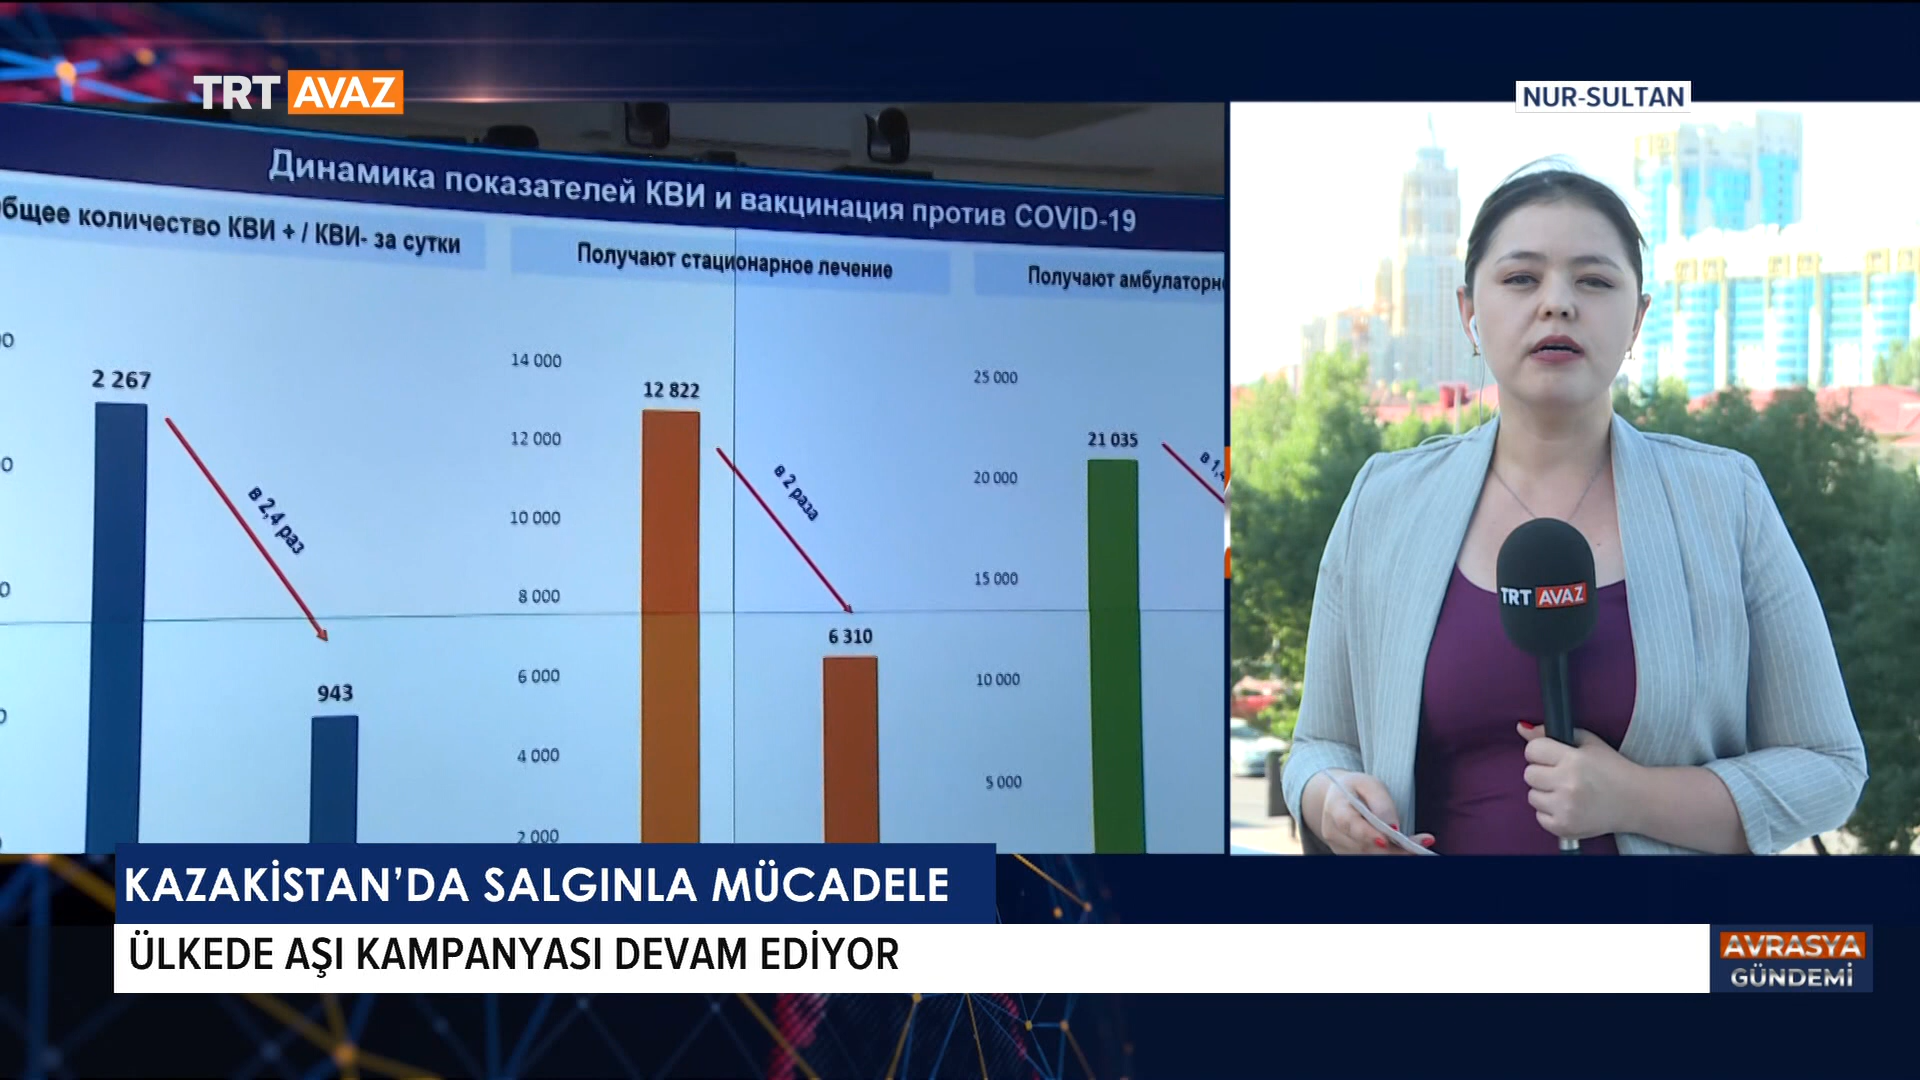 TRT AVAZ
NUR-SULTAN
Динамика показателей КВИ и вакцинация против COVID-19
бщее количество КВИ + / КВИ- за сутки
Получают стационарное лечение
Получают амбулаторн
2 267
в 2,4 раз
943
14 000
12 000
10 000
8 000
6 000
4 000
2 000
12 822
в 2 раза
6 310
25 000
20 000
15 000
10 000
5 000
21 035
в 1,4
TRT AVAZ
KAZAKİSTAN'DA SALGINLA MÜCADELE
ÜLKEDE AŞI KAMPANYASI DEVAM EDİYOR
AVRASYA
GÜNDEMİ